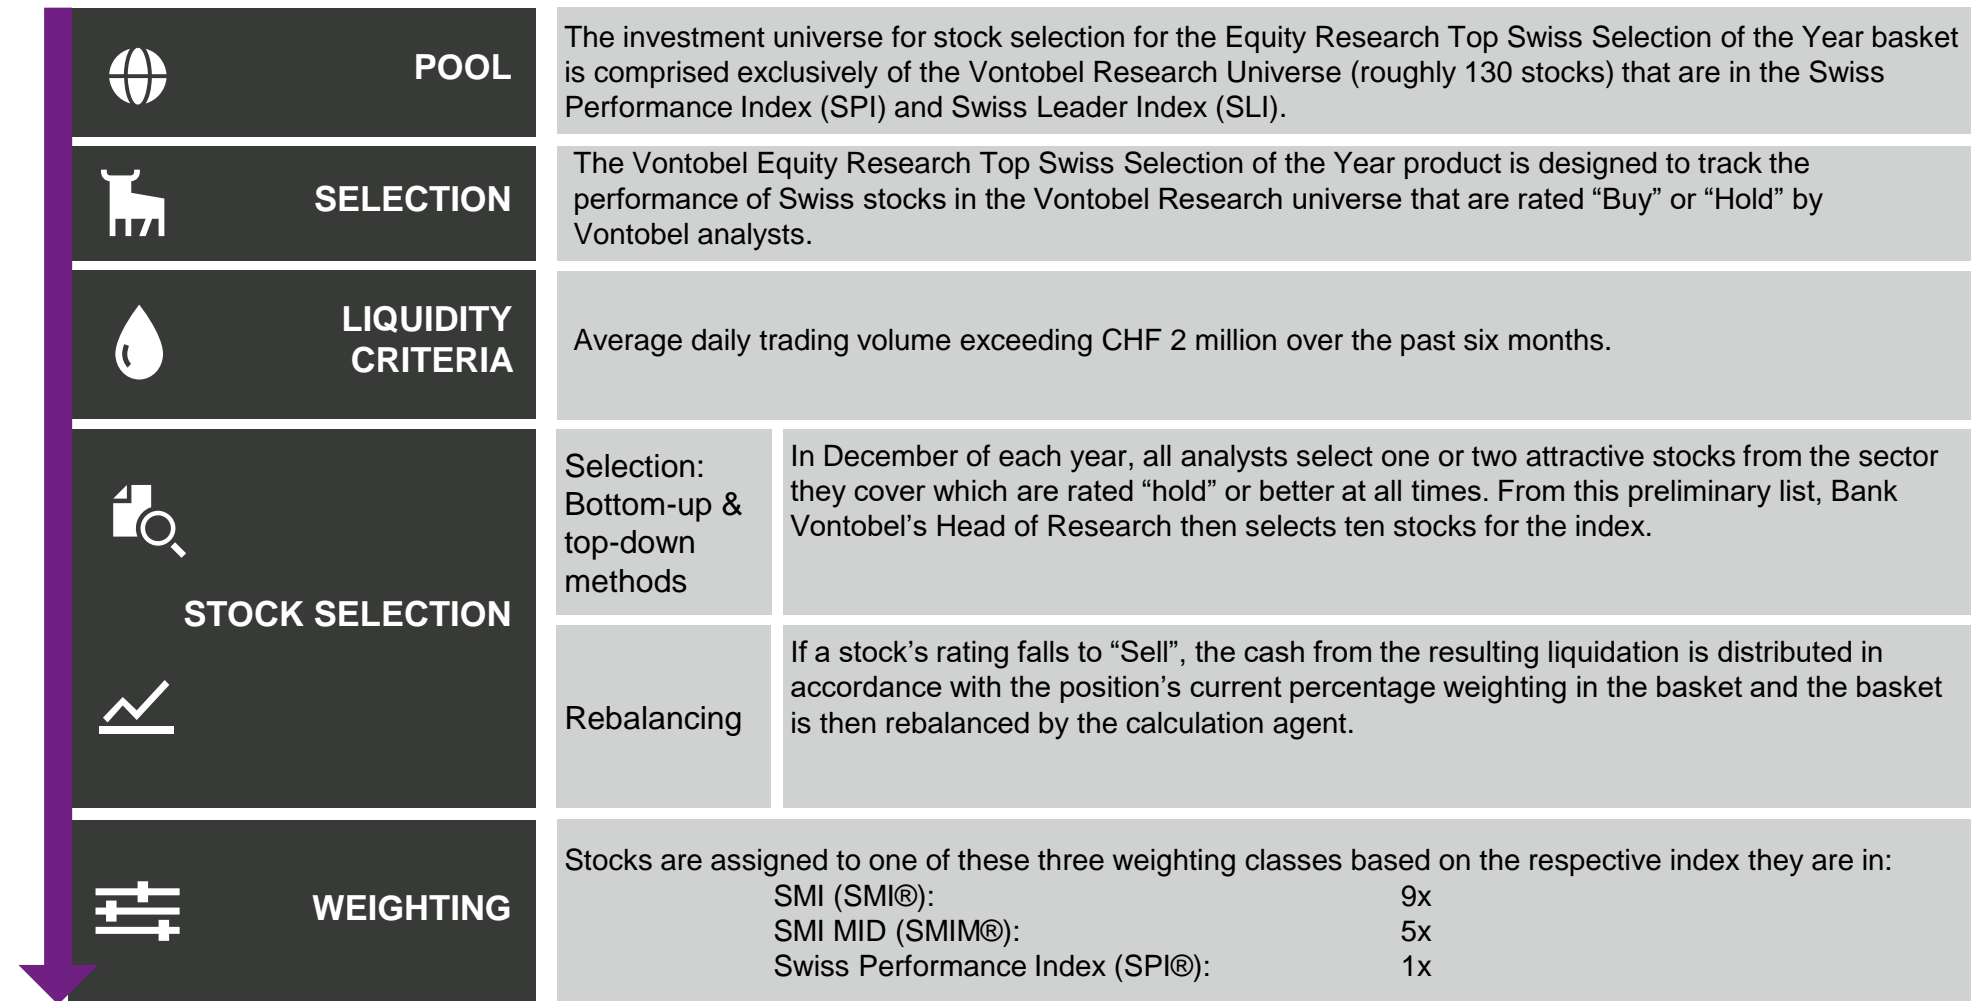 POOL
The investment universe for stock selection for the Equity Research Top Swiss Selection of the Year basket
is comprised exclusively of the Vontobel Research Universe (roughly 130 stocks) that are in the Swiss
Performance Index (SPI) and Swiss Leader Index (SLI).
SELECTION
The Vontobel Equity Research Top Swiss Selection of the Year product is designed to track the
performance of Swiss stocks in the Vontobel Research universe that are rated “Buy” or “Hold” by
Vontobel analysts.
LIQUIDITY
CRITERIA
Average daily trading volume exceeding CHF 2 million over the past six months.
STOCK SELECTION
Selection:
Bottom-up &
top-down
methods
In December of each year, all analysts select one or two attractive stocks from the sector
they cover which are rated “hold” or better at all times. From this preliminary list, Bank
Vontobel’s Head of Research then selects ten stocks for the index.
Rebalancing
If a stock’s rating falls to “Sell”, the cash from the resulting liquidation is distributed in
accordance with the position’s current percentage weighting in the basket and the basket
is then rebalanced by the calculation agent.
WEIGHTING
Stocks are assigned to one of these three weighting classes based on the respective index they are in:
SMI (SMI®): 9x
SMI MID (SMIM®): 5x
Swiss Performance Index (SPI®): 1x